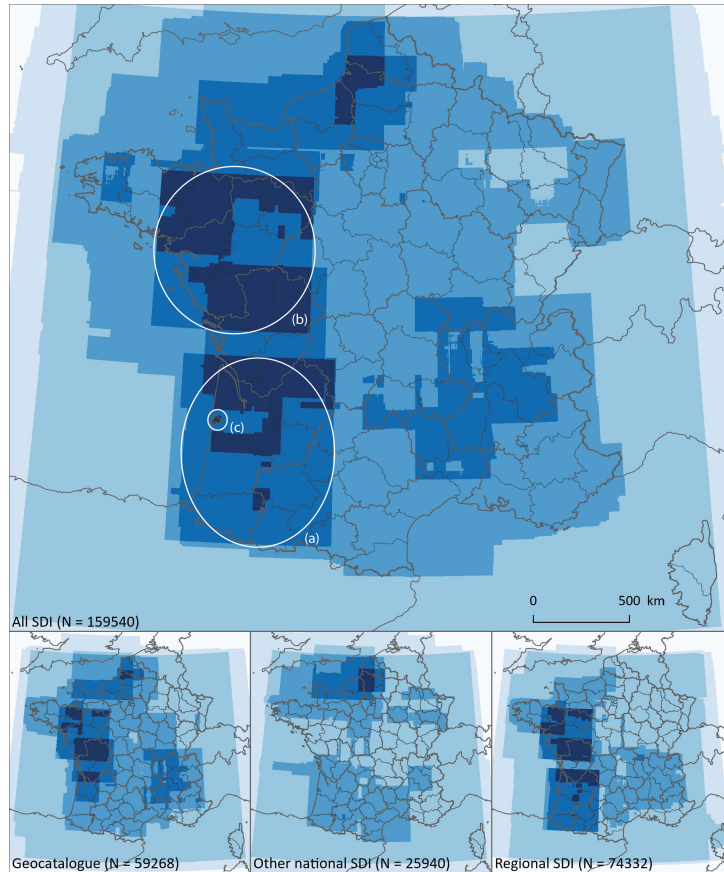 (b)
(c)
(a)
0 500 km
All SDI (N = 159540)
Geocatalogue (N = 59268)
Other national SDI (N = 25940)
Regional SDI (N = 74332)